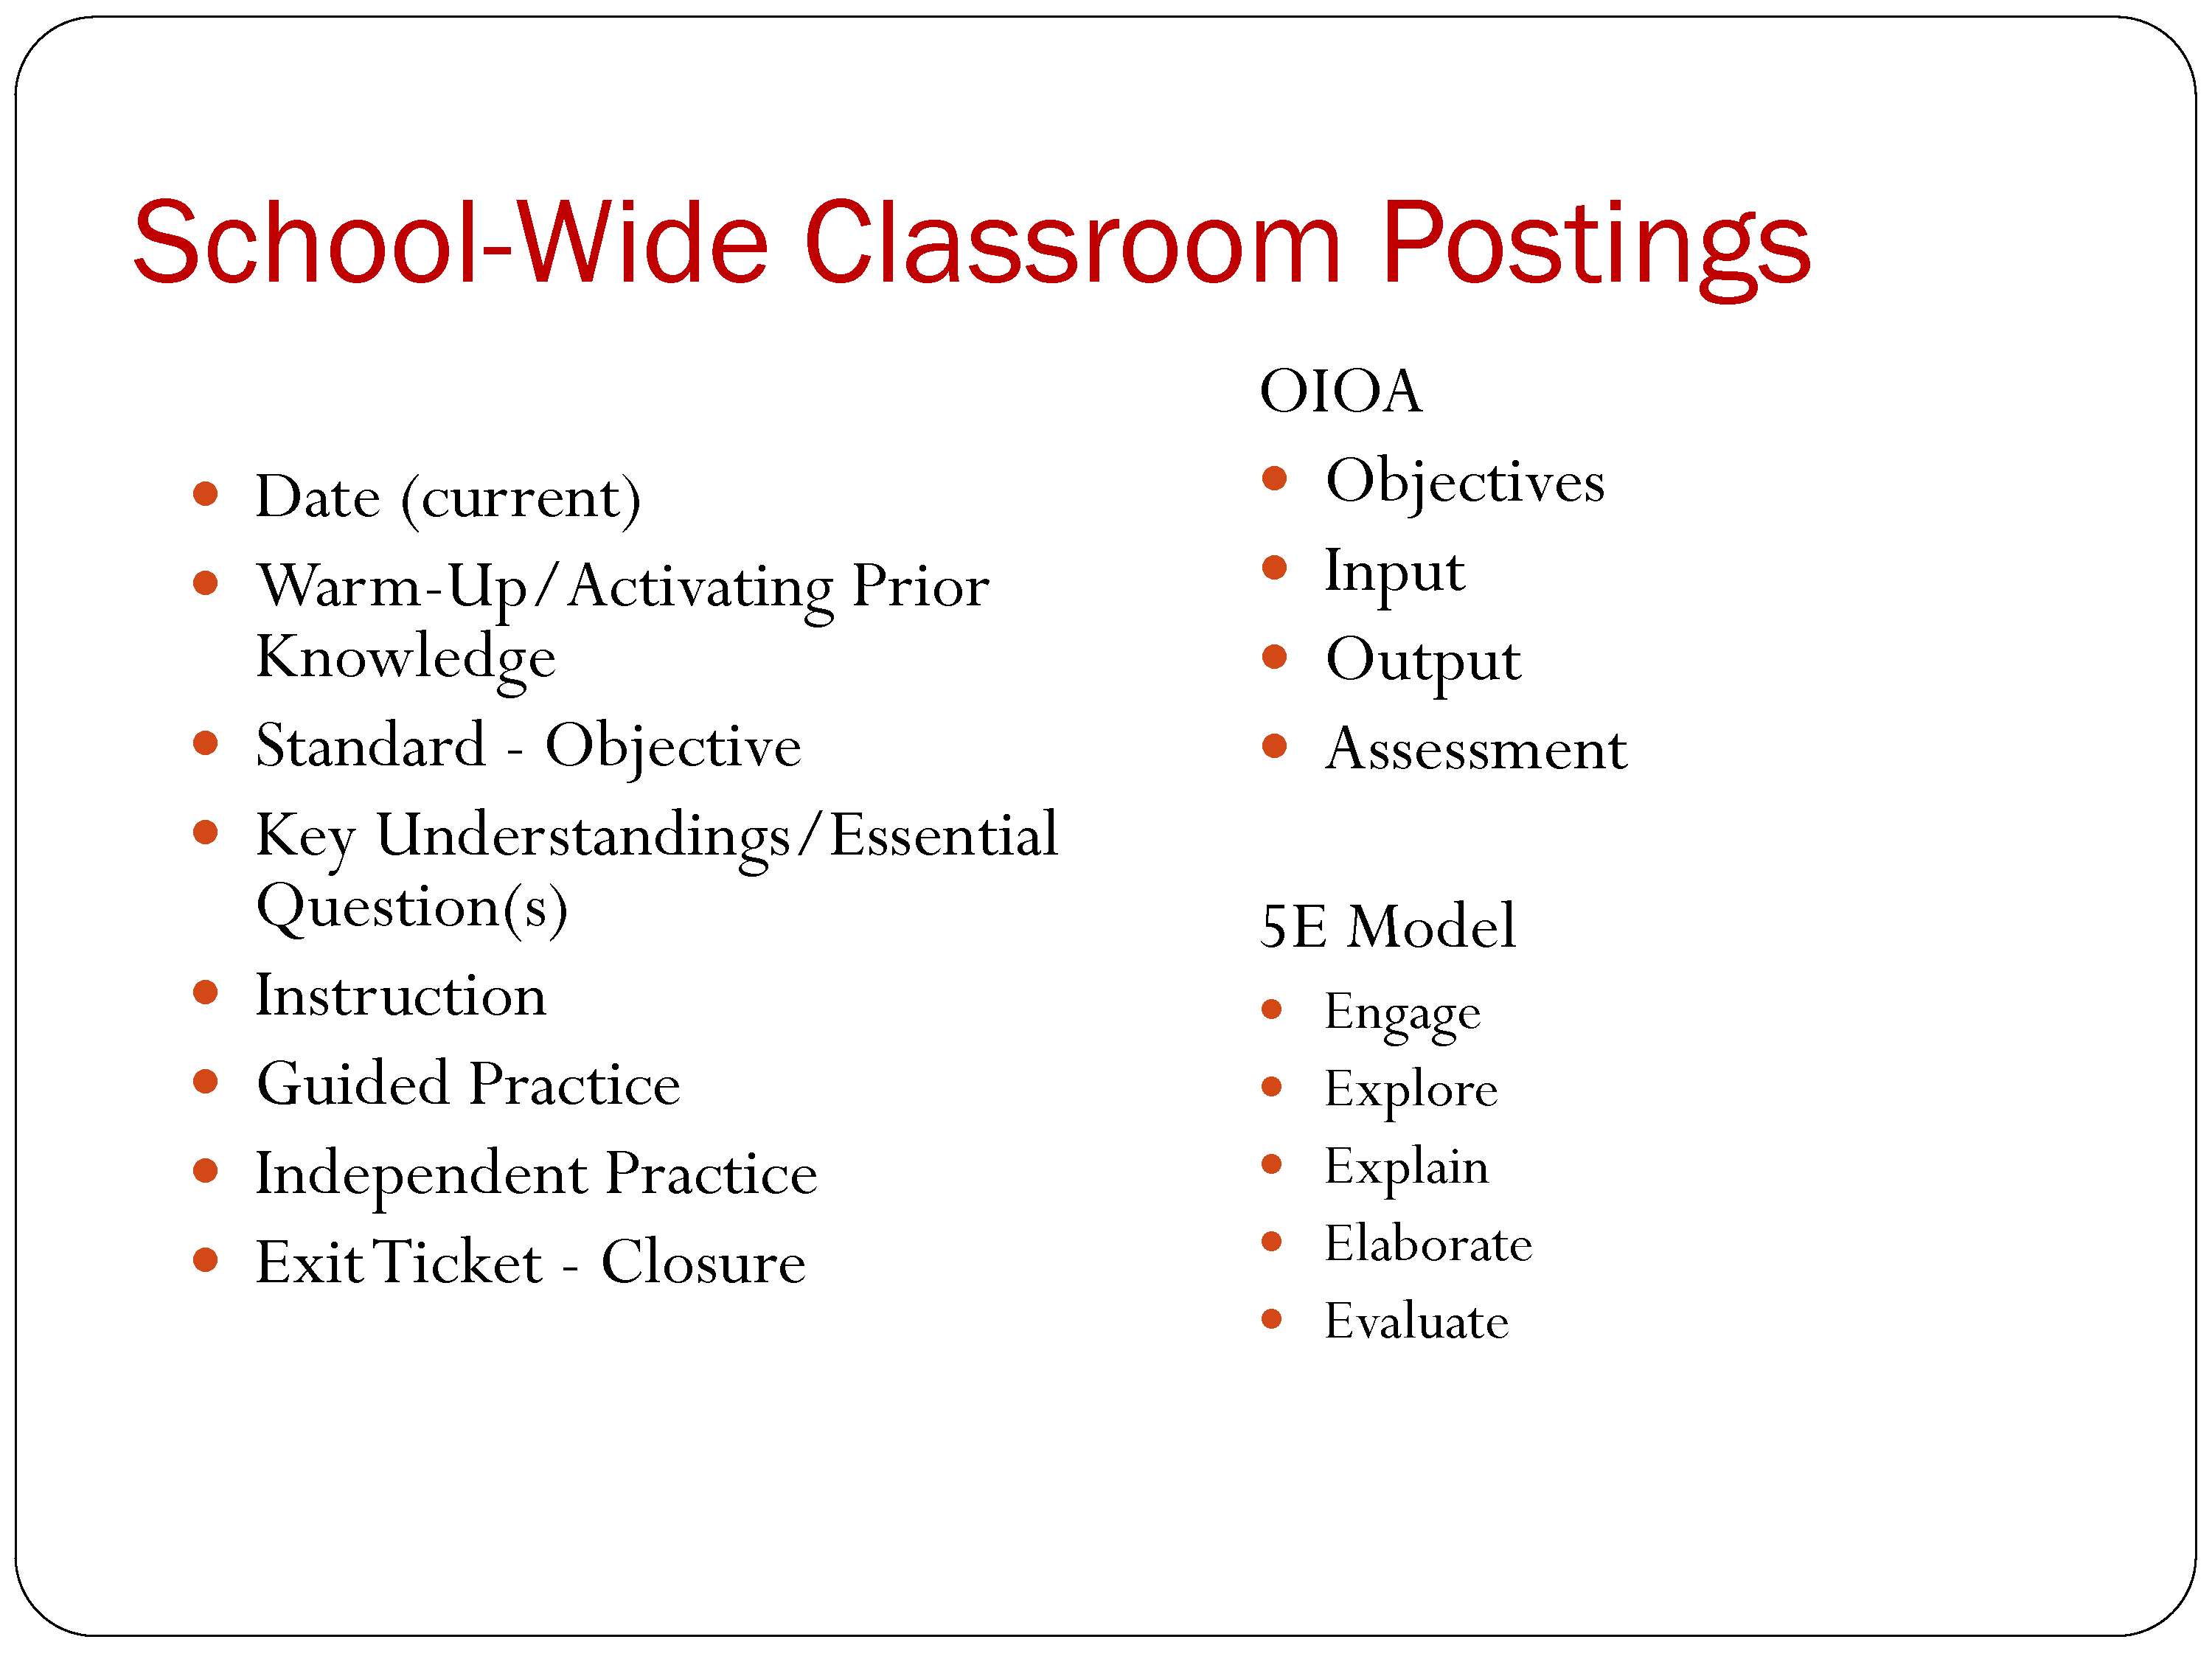 School-Wide Classroom Postings
• Date (current)
• Warm-Up/Activating Prior
Knowledge
• Standard - Objective
• Key Understandings/Essential
Question(s)
• Instruction
• Guided Practice
• Independent Practice
• Exit Ticket - Closure
OIOA
• Objectives
• Input
• Output
• Assessment
5E Model
• Engage
• Explore
• Explain
• Elaborate
• Evaluate